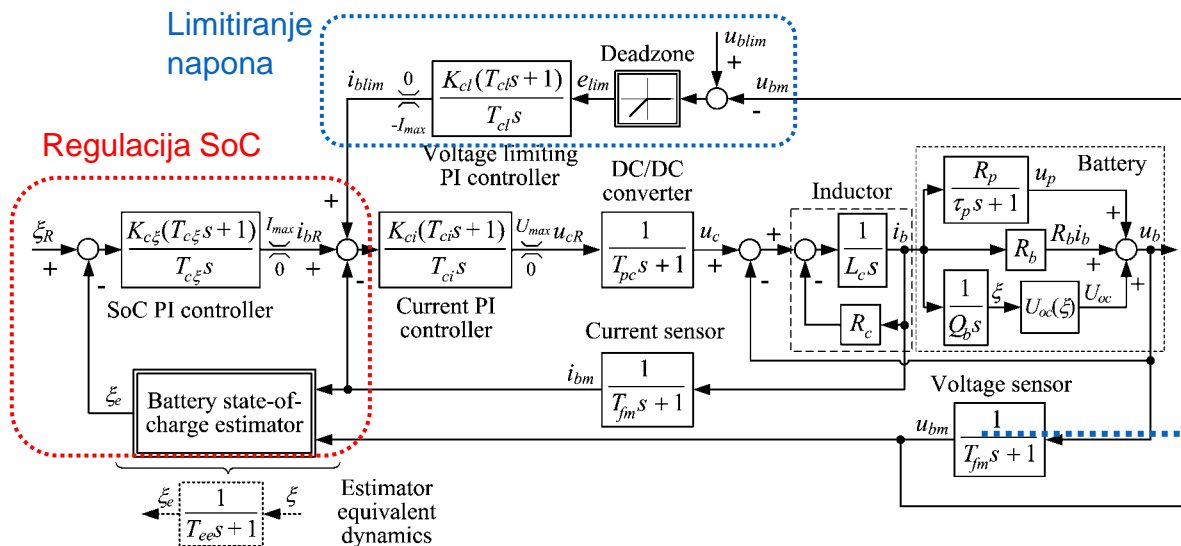 Limitiranje
napona
u_blim
Deadzone
+
i_blim
0
K_cl(T_cl s + 1)
T_cl s
e_lim
u_bm
-
-I_max
Regulacija SoC
Voltage limiting
PI controller
DC/DC
converter
Inductor
Battery
R_p
τ_p s + 1
u_p
+
ξ_R
+
-
K_cξ(T_cξ s + 1)
T_cξ s
I_max
0
i_bR
+
+
-
K_ci(T_ci s + 1)
T_ci s
U_max
0
u_cR
1
T_pc s + 1
u_c
+
-
+
-
1
L_c s
i_b
R_b
R_b i_b
+
u_b
SoC PI controller
Current PI
controller
1
Q_b s
ξ
U_oc(ξ)
U_oc
+
R_c
Current sensor
ξ_e
Battery state-of-
charge estimator
i_bm
1
T_fm s + 1
Voltage sensor
u_bm
1
T_fm s + 1
ξ_e
1
T_ee s + 1
ξ
Estimator
equivalent
dynamics